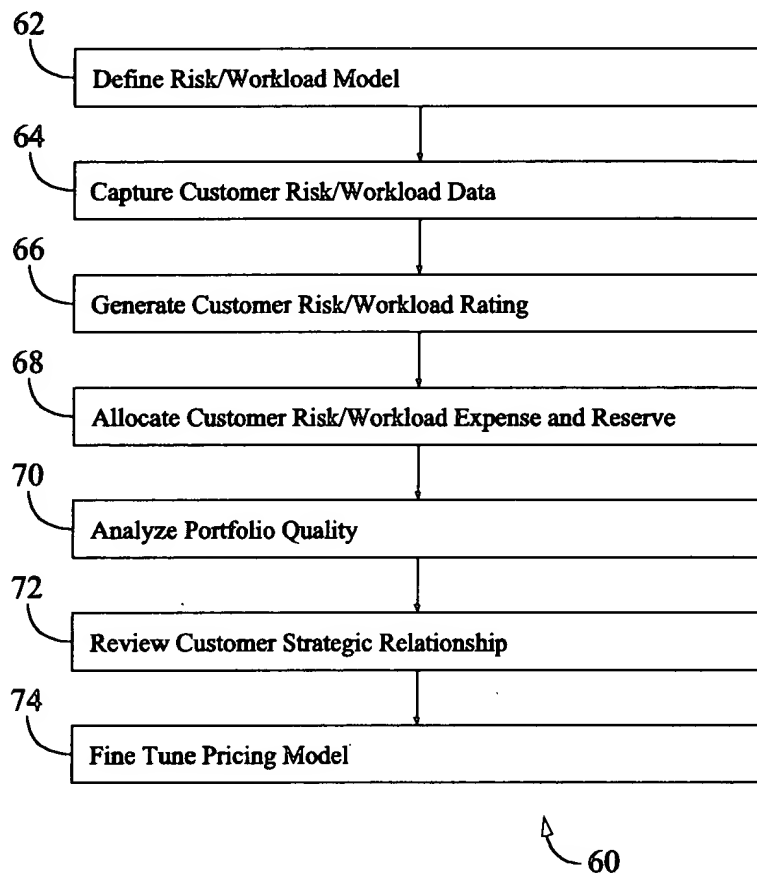 62
Define Risk/Workload Model
64
Capture Customer Risk/Workload Data
66
Generate Customer Risk/Workload Rating
68
Allocate Customer Risk/Workload Expense and Reserve
70
Analyze Portfolio Quality
72
Review Customer Strategic Relationship
74
Fine Tune Pricing Model
60